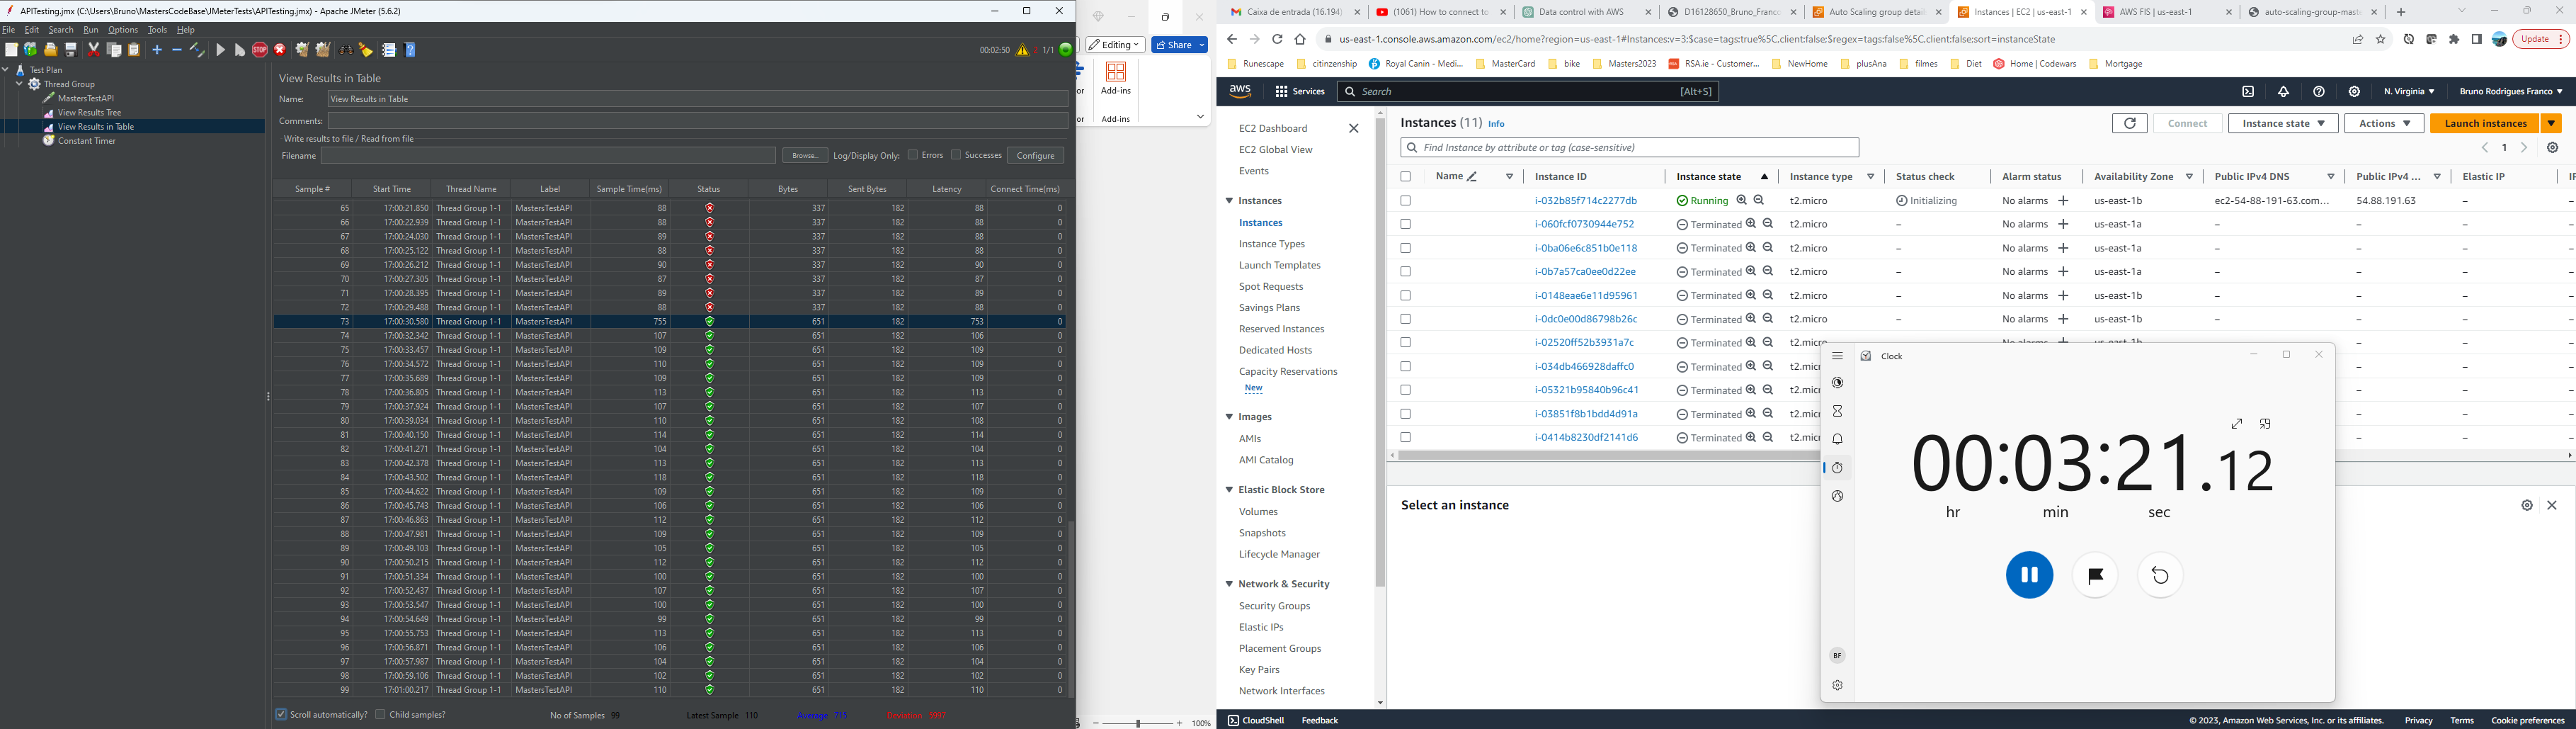 APITesting.jmx (C:\Users\Bruno\MastersCodeBase\JMeterTests\APITesting.jmx) - Apache JMeter (5.6.2)
File Edit Search Run Options Tools Help
00:02:50 2 1/1
Test Plan
Thread Group
MastersTestAPI
View Results Tree
View Results in Table
Constant Timer
View Results in Table
Name: View Results in Table
Comments:
Write results to file / Read from file
Filename Browse... Log/Display Only: Errors Successes Configure
Sample # Start Time Thread Name Label Sample Time(ms) Status Bytes Sent Bytes Latency Connect Time(ms)
65 17:00:21.850 Thread Group 1-1 MastersTestAPI 88 337 182 88 0
66 17:00:22.939 Thread Group 1-1 MastersTestAPI 88 337 182 88 0
67 17:00:24.030 Thread Group 1-1 MastersTestAPI 89 337 182 88 0
68 17:00:25.122 Thread Group 1-1 MastersTestAPI 88 337 182 88 0
69 17:00:26.212 Thread Group 1-1 MastersTestAPI 90 337 182 90 0
70 17:00:27.305 Thread Group 1-1 MastersTestAPI 87 337 182 87 0
71 17:00:28.395 Thread Group 1-1 MastersTestAPI 89 337 182 89 0
72 17:00:29.488 Thread Group 1-1 MastersTestAPI 88 337 182 88 0
73 17:00:30.580 Thread Group 1-1 MastersTestAPI 755 651 182 753 0
74 17:00:32.342 Thread Group 1-1 MastersTestAPI 107 651 182 106 0
75 17:00:33.457 Thread Group 1-1 MastersTestAPI 109 651 182 109 0
76 17:00:34.572 Thread Group 1-1 MastersTestAPI 110 651 182 109 0
77 17:00:35.689 Thread Group 1-1 MastersTestAPI 109 651 182 109 0
78 17:00:36.805 Thread Group 1-1 MastersTestAPI 113 651 182 113 0
79 17:00:37.924 Thread Group 1-1 MastersTestAPI 107 651 182 107 0
80 17:00:39.034 Thread Group 1-1 MastersTestAPI 110 651 182 108 0
81 17:00:40.150 Thread Group 1-1 MastersTestAPI 114 651 182 114 0
82 17:00:41.271 Thread Group 1-1 MastersTestAPI 104 651 182 104 0
83 17:00:42.378 Thread Group 1-1 MastersTestAPI 113 651 182 113 0
84 17:00:43.502 Thread Group 1-1 MastersTestAPI 118 651 182 118 0
85 17:00:44.622 Thread Group 1-1 MastersTestAPI 109 651 182 109 0
86 17:00:45.743 Thread Group 1-1 MastersTestAPI 106 651 182 106 0
87 17:00:46.863 Thread Group 1-1 MastersTestAPI 112 651 182 112 0
88 17:00:47.981 Thread Group 1-1 MastersTestAPI 109 651 182 109 0
89 17:00:49.103 Thread Group 1-1 MastersTestAPI 105 651 182 105 0
90 17:00:50.215 Thread Group 1-1 MastersTestAPI 112 651 182 112 0
91 17:00:51.334 Thread Group 1-1 MastersTestAPI 100 651 182 100 0
92 17:00:52.437 Thread Group 1-1 MastersTestAPI 107 651 182 107 0
93 17:00:53.547 Thread Group 1-1 MastersTestAPI 100 651 182 100 0
94 17:00:54.649 Thread Group 1-1 MastersTestAPI 99 651 182 99 0
95 17:00:55.753 Thread Group 1-1 MastersTestAPI 113 651 182 113 0
96 17:00:56.871 Thread Group 1-1 MastersTestAPI 106 651 182 106 0
97 17:00:57.987 Thread Group 1-1 MastersTestAPI 104 651 182 104 0
98 17:00:59.106 Thread Group 1-1 MastersTestAPI 102 651 182 102 0
99 17:01:00.217 Thread Group 1-1 MastersTestAPI 110 651 182 110 0
Scroll automatically? Child samples? No of Samples 99 Latest Sample 110 Average 715 Deviation 5997
Editing Share
or Add-ins
or Add-ins
100%
Caixa de entrada (16.194) (1061) How to connect to Data control with AWS D16128650_Bruno_Franco Auto Scaling group detail Instances | EC2 | us-east-1 AWS FIS | us-east-1 auto-scaling-group-mast
us-east-1.console.aws.amazon.com/ec2/home?region=us-east-1#Instances:v=3;$case=tags:true%5C,client:false;$regex=tags:false%5C,client:false;sort=instanceState Update
Runescape citinzenship Royal Canin - Medi... MasterCard bike Masters2023 RSA.ie - Customer... NewHome plusAna filmes Diet Home | Codewars Mortgage
aws Services Search [Alt+S] N. Virginia Bruno Rodrigues Franco
EC2 Dashboard
EC2 Global View
Events
Instances
Instances
Instance Types
Launch Templates
Spot Requests
Savings Plans
Reserved Instances
Dedicated Hosts
Capacity Reservations
New
Images
AMIs
AMI Catalog
Elastic Block Store
Volumes
Snapshots
Lifecycle Manager
Network & Security
Security Groups
Elastic IPs
Placement Groups
Key Pairs
Network Interfaces
Instances (11) Info Connect Instance state Actions Launch instances
Find Instance by attribute or tag (case-sensitive) 1
Name Instance ID Instance state Instance type Status check Alarm status Availability Zone Public IPv4 DNS Public IPv4 ... Elastic IP IP
i-032b85f714c2277db Running t2.micro Initializing No alarms us-east-1b ec2-54-88-191-63.com... 54.88.191.63 –
i-060fcf0730944e752 Terminated t2.micro – No alarms us-east-1a – – –
i-0ba06e6c851b0e118 Terminated t2.micro – No alarms us-east-1a – – –
i-0b7a57ca0ee0d22ee Terminated t2.micro – No alarms us-east-1a – – –
i-0148eae6e11d95961 Terminated t2.micro – No alarms us-east-1b – – –
i-0dc0e00d86798b26c Terminated t2.micro – No alarms us-east-1b – – –
i-02520ff52b3931a7c Terminated t2.micro
i-034db466928daffc0 Terminated t2.micr – –
i-05321b95840b96c41 Terminated t2.micr – –
i-03851f8b1bdd4d91a Terminated t2.micr – –
i-0414b8230df2141d6 Terminated t2.micr – –
Select an instance
Clock
00:03:21.12
hr min sec
BF
CloudShell Feedback © 2023, Amazon Web Services, Inc. or its affiliates. Privacy Terms Cookie preferences